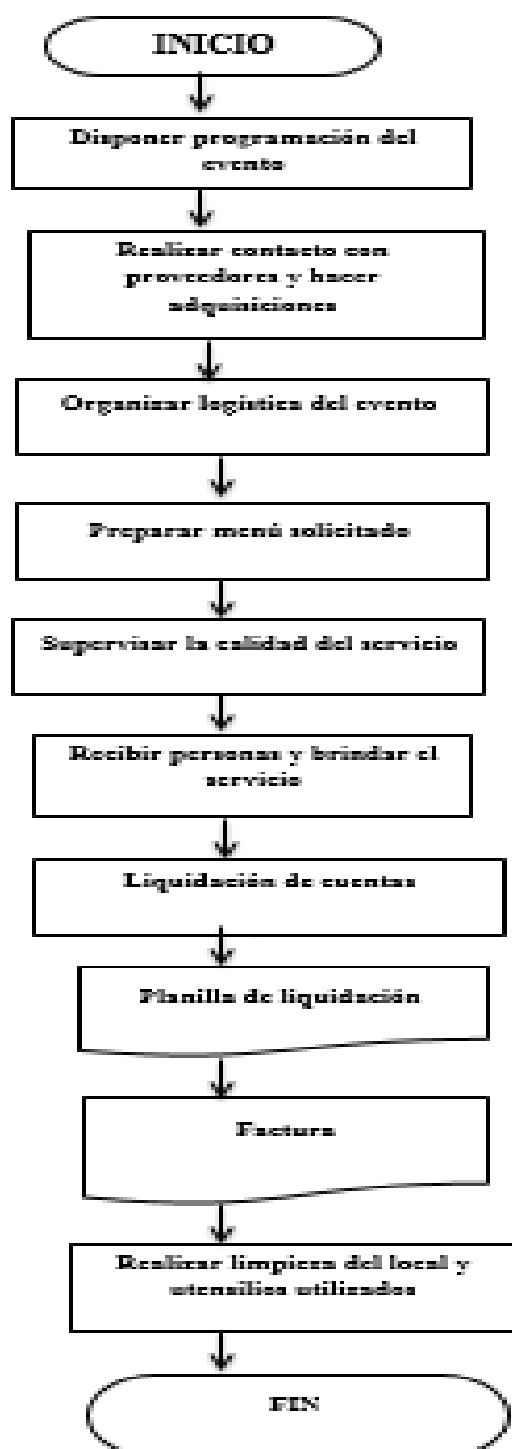 INICIO
Disponer programación del
evento
Realizar contacto con
proveedores y hacer
adquisiciones
Organizar logística del evento
Preparar menú solicitado
Supervisar la calidad del servicio
Recibir personas y brindar el
servicio
Liquidación de cuentas
Planilla de liquidación
Factura
Realizar limpieza del local y
utensilios utilizados
FIN